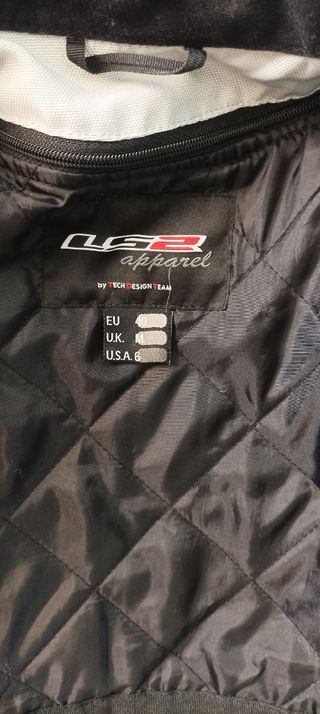 LS2
apparel
by TECH DESIGN TEAM
EU
U.K.
U.S.A.